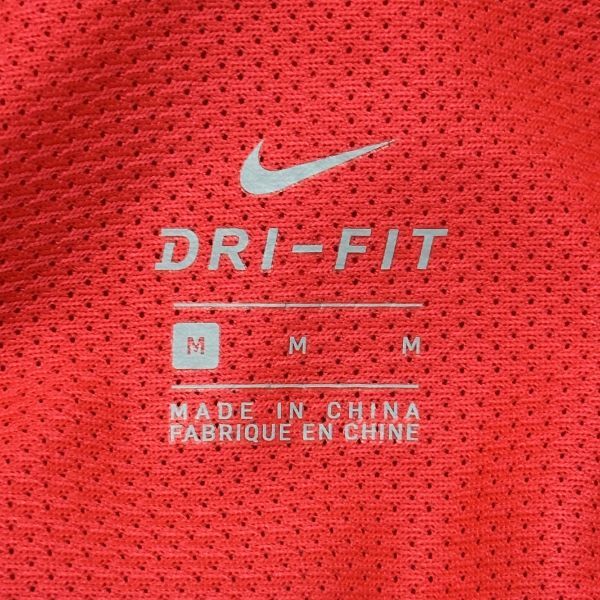 DRI-FIT
M M M
MADE IN CHINA
FABRIQUE EN CHINE